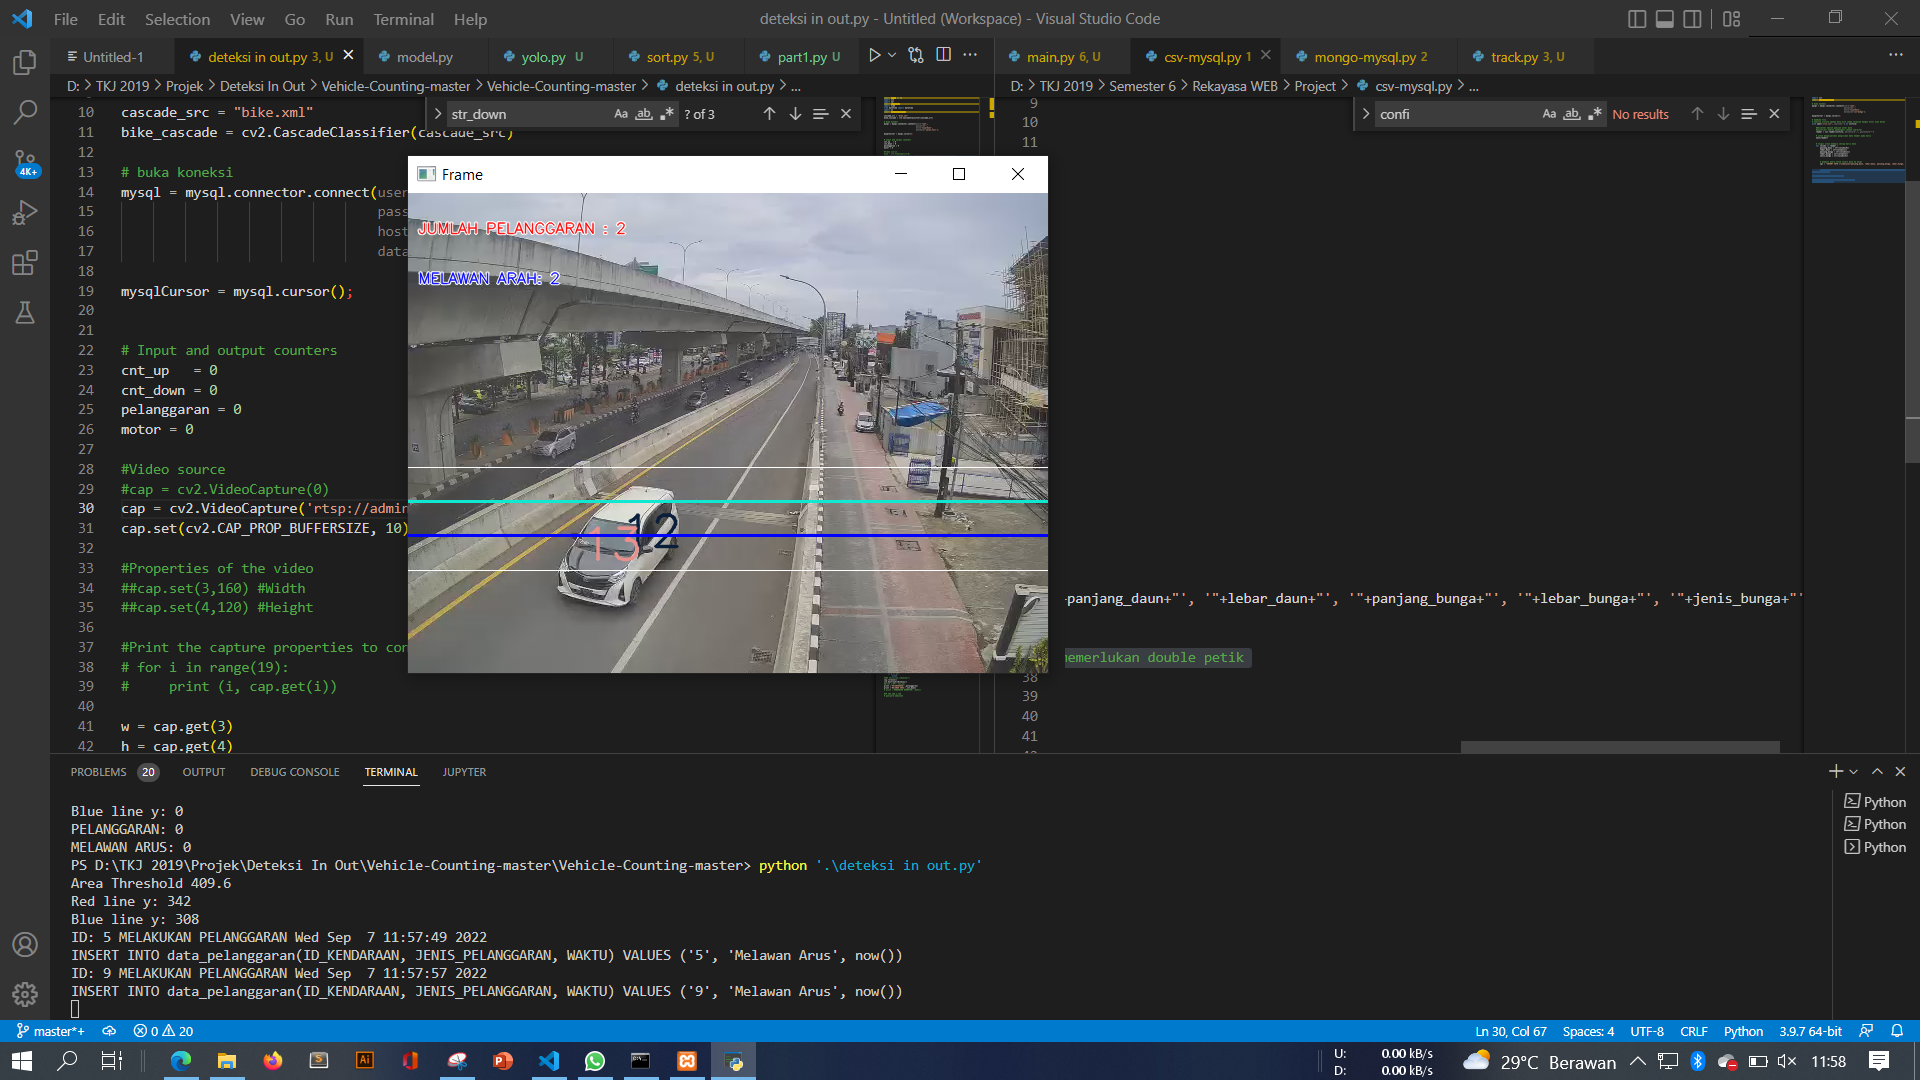 File Edit Selection View Go Run Terminal Help
deteksi in out.py - Untitled (Workspace) - Visual Studio Code
Untitled-1
deteksi in out.py 3, U
model.py
yolo.py U
sort.py 5, U
part1.py U
main.py 6, U
csv-mysql.py 1
mongo-mysql.py 2
track.py 3, U
D: > TKJ 2019 > Projek > Deteksi In Out > Vehicle-Counting-master > Vehicle-Counting-master > deteksi in out.py > ...
D: > TKJ 2019 > Semester 6 > Rekayasa WEB > Project > csv-mysql.py > ...
str_down Aa ab ? of 3
confi Aa ab No results
10 cascade_src = "bike.xml"
11 bike_cascade = cv2.CascadeClassifier(cascade_src)
12
13 # buka koneksi
14 mysql = mysql.connector.connect(user
15 pass
16 host
17 data
18
19 mysqlCursor = mysql.cursor();
20
21
22 # Input and output counters
23 cnt_up = 0
24 cnt_down = 0
25 pelanggaran = 0
26 motor = 0
27
28 #Video source
29 #cap = cv2.VideoCapture(0)
30 cap = cv2.VideoCapture('rtsp://admin
31 cap.set(cv2.CAP_PROP_BUFFERSIZE, 10)
32
33 #Properties of the video
34 ##cap.set(3,160) #Width
35 ##cap.set(4,120) #Height
36
37 #Print the capture properties to con
38 # for i in range(19):
39 # print (i, cap.get(i))
40
41 w = cap.get(3)
42 h = cap.get(4)
Frame
JUMLAH PELANGGARAN : 2
MELAWAN ARAH: 2
12
13
9
10
11
+panjang_daun+"', '"+lebar_daun+"', '"+panjang_bunga+"', '"+lebar_bunga+"', '"+jenis_bunga+"'
memerlukan double petik
38
39
40
41
PROBLEMS 20 OUTPUT DEBUG CONSOLE TERMINAL JUPYTER
Blue line y: 0
PELANGGARAN: 0
MELAWAN ARUS: 0
PS D:\TKJ 2019\Projek\Deteksi In Out\Vehicle-Counting-master\Vehicle-Counting-master> python '.\deteksi in out.py'
Area Threshold 409.6
Red line y: 342
Blue line y: 308
ID: 5 MELAKUKAN PELANGGARAN Wed Sep  7 11:57:49 2022
INSERT INTO data_pelanggaran(ID_KENDARAAN, JENIS_PELANGGARAN, WAKTU) VALUES ('5', 'Melawan Arus', now())
ID: 9 MELAKUKAN PELANGGARAN Wed Sep  7 11:57:57 2022
INSERT INTO data_pelanggaran(ID_KENDARAAN, JENIS_PELANGGARAN, WAKTU) VALUES ('9', 'Melawan Arus', now())
Python
Python
Python
4K+
master*+ 0 20
Ln 30, Col 67 Spaces: 4 UTF-8 CRLF Python 3.9.7 64-bit
U: 0.00 kB/s
D: 0.00 kB/s
29°C Berawan
11:58